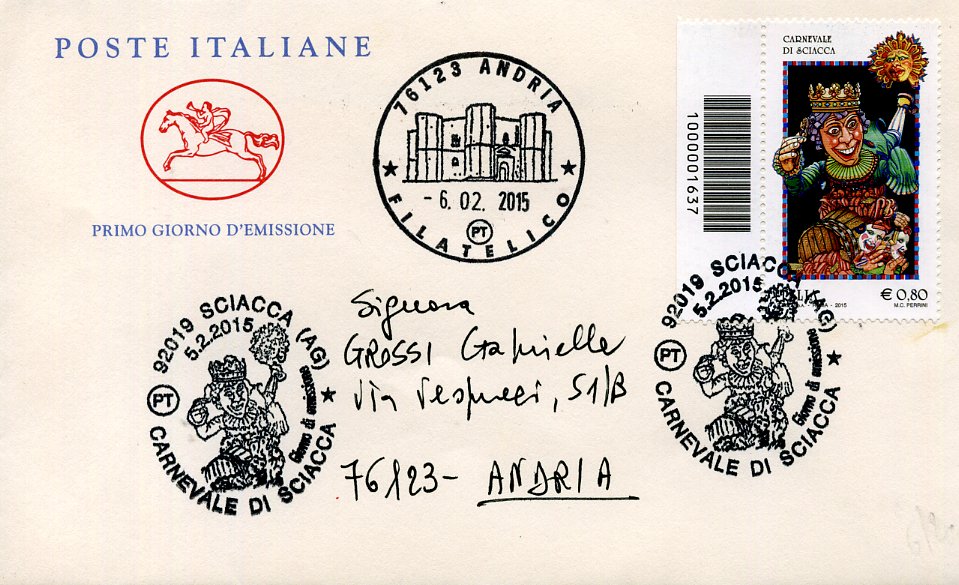 POSTE ITALIANE
PRIMO GIORNO D'EMISSIONE
76123 ANDRIA
- 6. 02. 2015
PT
FILATELICO
CARNEVALE
DI SCIACCA
1000001637
€ 0,80
2015
M.C. PERRINI
92019 SCIACCA (AG)
5.2.2015
PT
Giorno di emissione
CARNEVALE DI SCIACCA
Signora
GROSSI Gabriella
Via Vespucci, 51/B
76123- ANDRIA
92019 SCIACCA (AG)
5.2.2015
PT
Giorno di emissione
CARNEVALE DI SCIACCA